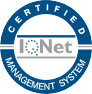 CERTIFIED
IQNet
MANAGEMENT SYSTEM